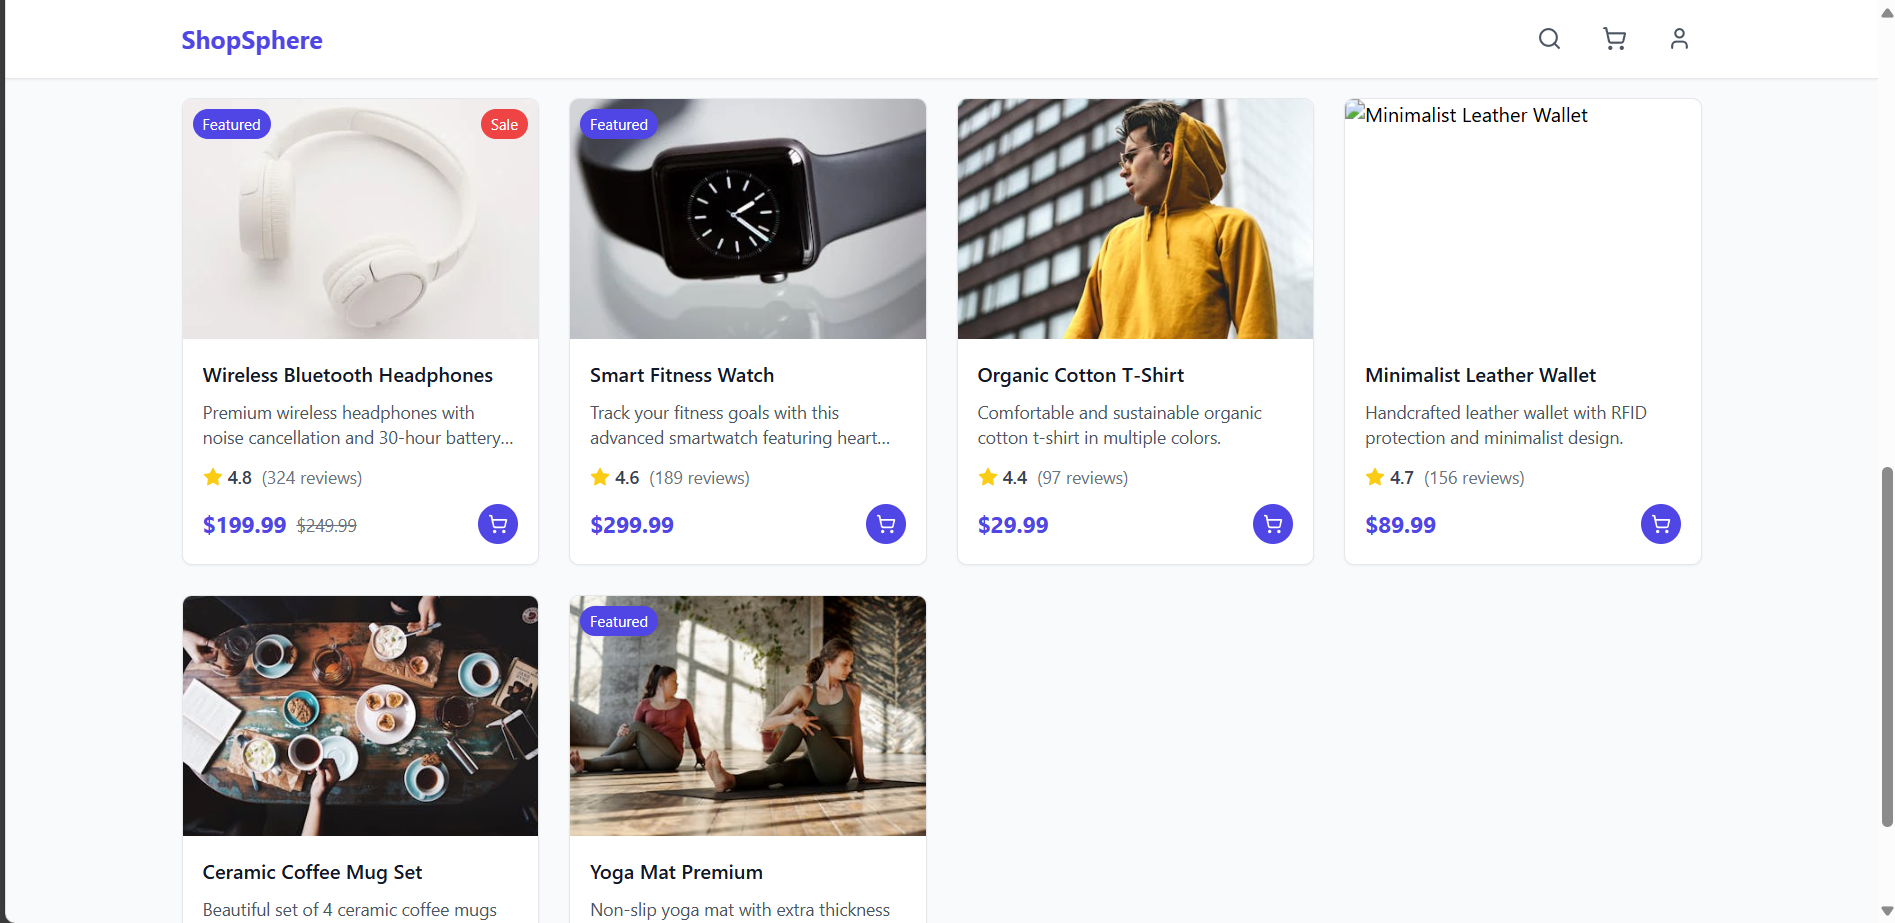 ShopSphere
Featured
Sale
Wireless Bluetooth Headphones
Premium wireless headphones with
noise cancellation and 30-hour battery...
4.8 (324 reviews)
$199.99 $249.99
Featured
Smart Fitness Watch
Track your fitness goals with this
advanced smartwatch featuring heart...
4.6 (189 reviews)
$299.99
Organic Cotton T-Shirt
Comfortable and sustainable organic
cotton t-shirt in multiple colors.
4.4 (97 reviews)
$29.99
Minimalist Leather Wallet
Minimalist Leather Wallet
Handcrafted leather wallet with RFID
protection and minimalist design.
4.7 (156 reviews)
$89.99
Ceramic Coffee Mug Set
Beautiful set of 4 ceramic coffee mugs
Featured
Yoga Mat Premium
Non-slip yoga mat with extra thickness